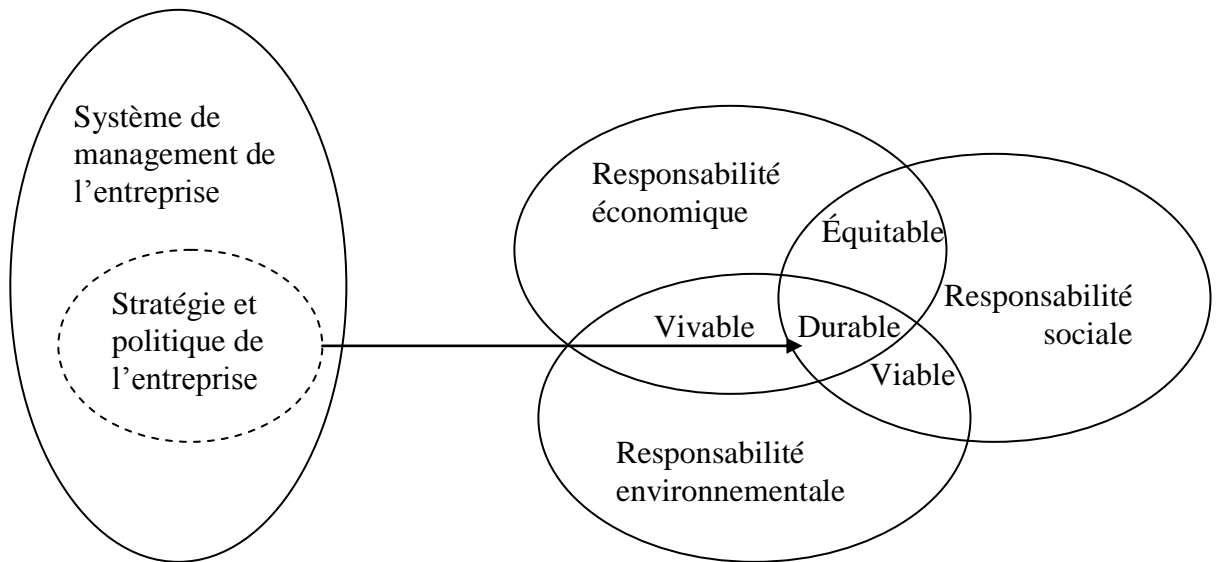 Système de
management de
l’entreprise
Stratégie et
politique de
l’entreprise
Responsabilité
économique
Équitable
Responsabilité
sociale
Vivable
Durable
Viable
Responsabilité
environnementale